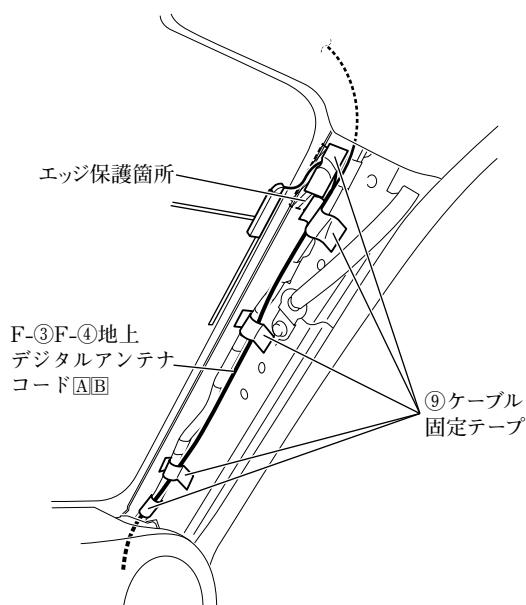 エッジ保護箇所
F-③F-④地上
デジタルアンテナ
コード🄰🄱
⑨ケーブル
固定テープ